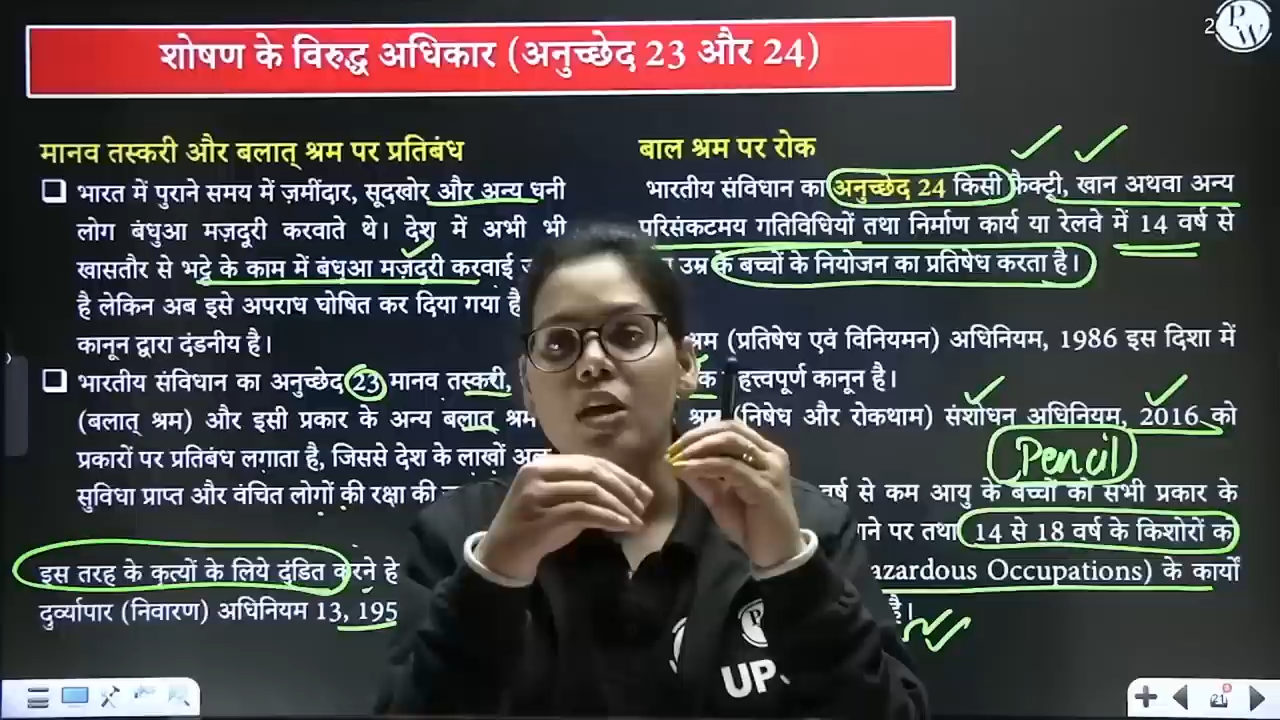 शोषण के विरुद्ध अधिकार (अनुच्छेद 23 और 24)
2
PW
मानव तस्करी और बलात् श्रम पर प्रतिबंध
भारत में पुराने समय में ज़मींदार, सूदखोर और अन्य धनी
लोग बंधुआ मज़दूरी करवाते थे। देश में अभी भी
खासतौर से भट्ठे के काम में बंधुआ मज़दूरी करवाई
है लेकिन अब इसे अपराध घोषित कर दिया गया है
कानून द्वारा दंडनीय है।
भारतीय संविधान का अनुच्छेद 23 मानव तस्करी,
(बलात् श्रम) और इसी प्रकार के अन्य बलात् श्रम
प्रकारों पर प्रतिबंध लगाता है, जिससे देश के लाखों
सुविधा प्राप्त और वंचित लोगों की रक्षा की
इस तरह के कृत्यों के लिये दंडित करने हे
दुर्व्यापार (निवारण) अधिनियम 13, 195
बाल श्रम पर रोक
भारतीय संविधान का अनुच्छेद 24 किसी फ़ैक्ट्री, खान अथवा अन्य
परिसंकटमय गतिविधियों तथा निर्माण कार्य या रेलवे में 14 वर्ष से
उम्र के बच्चों के नियोजन का प्रतिषेध करता है।
श्रम (प्रतिषेध एवं विनियमन) अधिनियम, 1986 इस दिशा में
क हत्त्वपूर्ण कानून है।
श्रम (निषेध और रोकथाम) संशोधन अधिनियम, 2016 को
Pencil
वर्ष से कम आयु के बच्चों को सभी प्रकार के
ाने पर तथा 14 से 18 वर्ष के किशोरों क
azardous Occupations) के कार्यों
है।
PW
UP
21